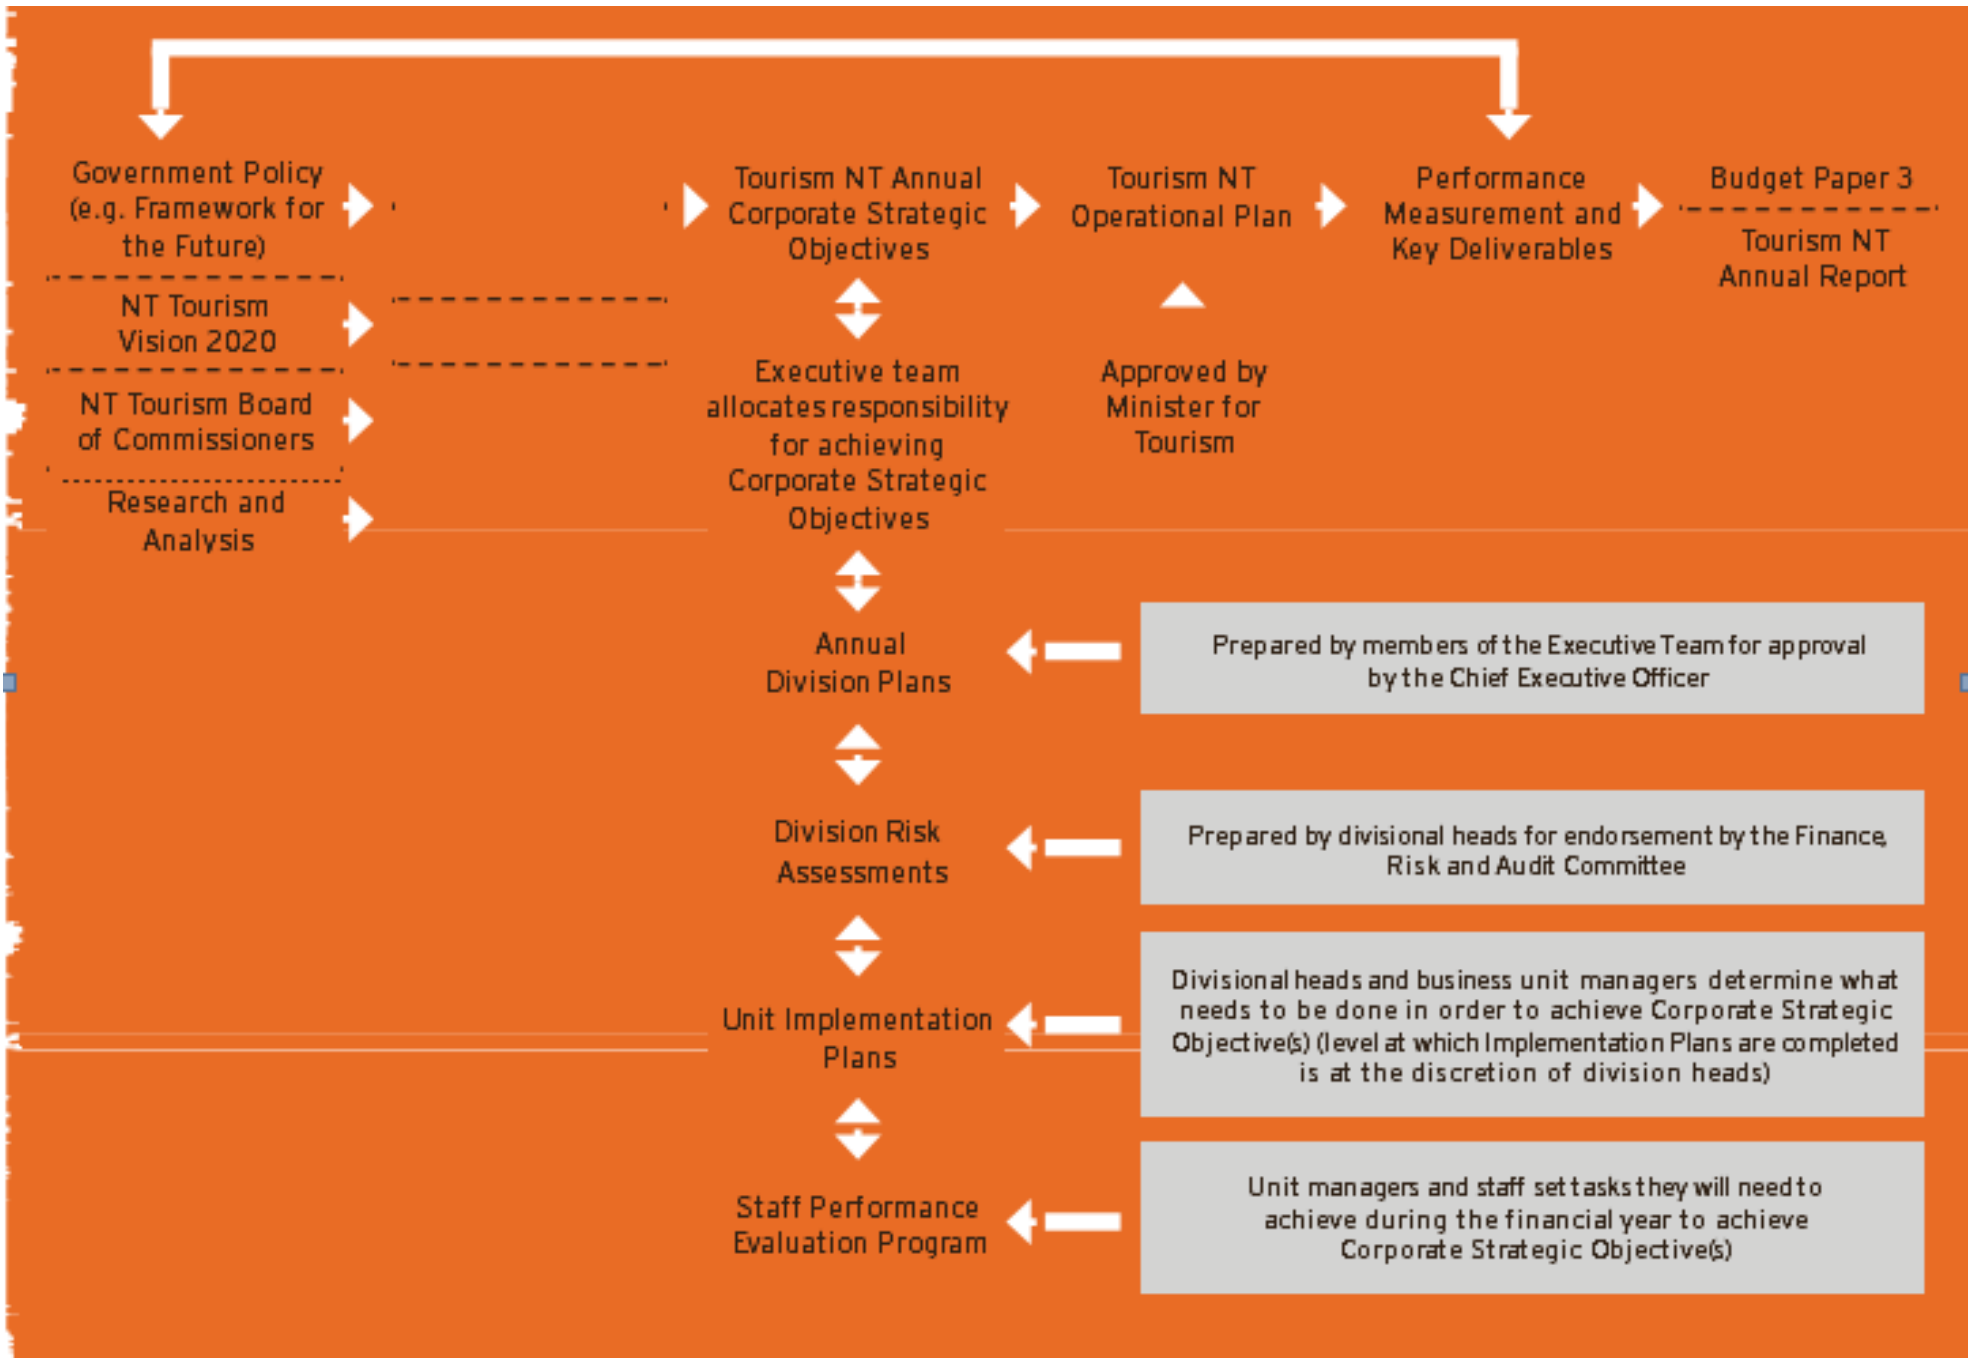 Government Policy
(e.g. Framework for
the Future)
NT Tourism
Vision 2020
NT Tourism Board
of Commissioners
Research and
Analysis
Tourism NT Annual
Corporate Strategic
Objectives
Tourism NT
Operational Plan
Performance
Measurement and
Key Deliverables
Budget Paper 3
Tourism NT
Annual Report
Executive team
allocates responsibility
for achieving
Corporate Strategic
Objectives
Approved by
Minister for
Tourism
Annual
Division Plans
Prepared by members of the Executive Team for approval
by the Chief Executive Officer
Division Risk
Assessments
Prepared by divisional heads for endorsement by the Finance,
Risk and Audit Committee
Unit Implementation
Plans
Divisional heads and business unit managers determine what
needs to be done in order to achieve Corporate Strategic
Objective(s) (level at which Implementation Plans are completed
is at the discretion of division heads)
Staff Performance
Evaluation Program
Unit managers and staff set tasks they will need to
achieve during the financial year to achieve
Corporate Strategic Objective(s)